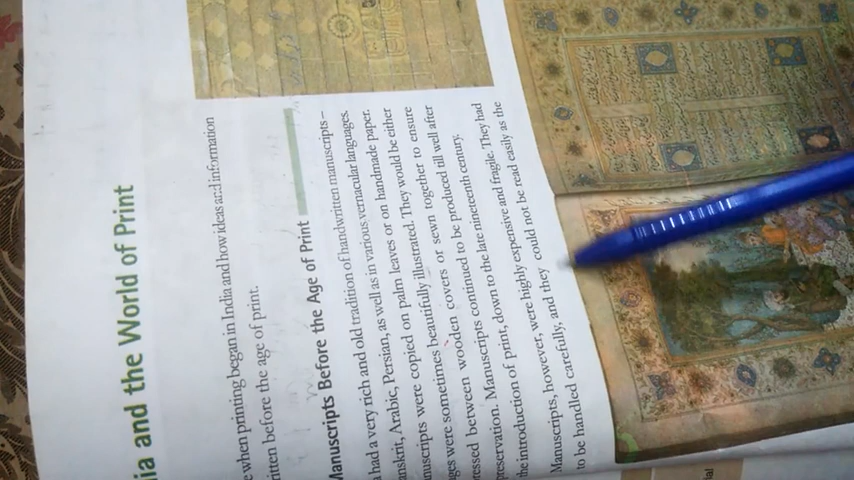 ia and the World of Print
e when printing began in India and how ideas and information
ritten before the age of print.
Manuscripts Before the Age of Print
a had a very rich and old tradition of handwritten manuscripts –
anskrit, Arabic, Persian, as well as in various vernacular languages.
nuscripts were copied on palm leaves or on handmade paper.
ges were sometimes beautifully illustrated. They would be either
ressed between wooden covers or sewn together to ensure
reservation. Manuscripts continued to be produced till well after
the introduction of print, down to the late nineteenth century.
Manuscripts, however, were highly expensive and fragile. They had
to be handled carefully, and they could not be read easily as the